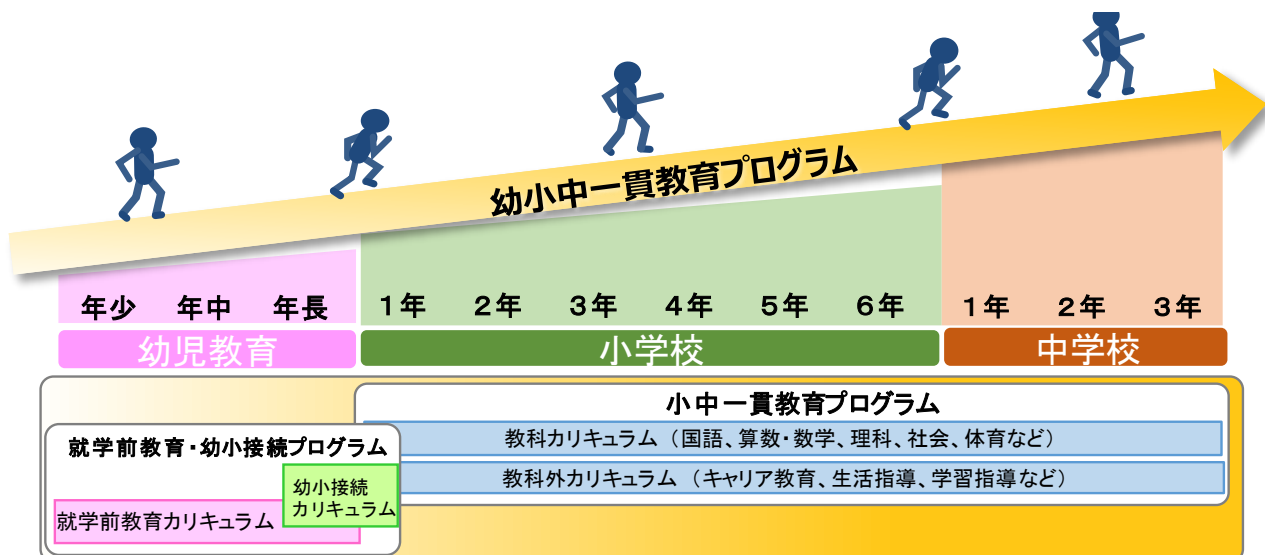 幼小中一貫教育プログラム
年少 年中 年長 1年 2年 3年 4年 5年 6年 1年 2年 3年
幼児教育 小学校 中学校
小中一貫教育プログラム
教科カリキュラム （国語、算数・数学、理科、社会、体育など）
教科外カリキュラム （キャリア教育、生活指導、学習指導など）
就学前教育・幼小接続プログラム
幼小接続
カリキュラム
就学前教育カリキュラム